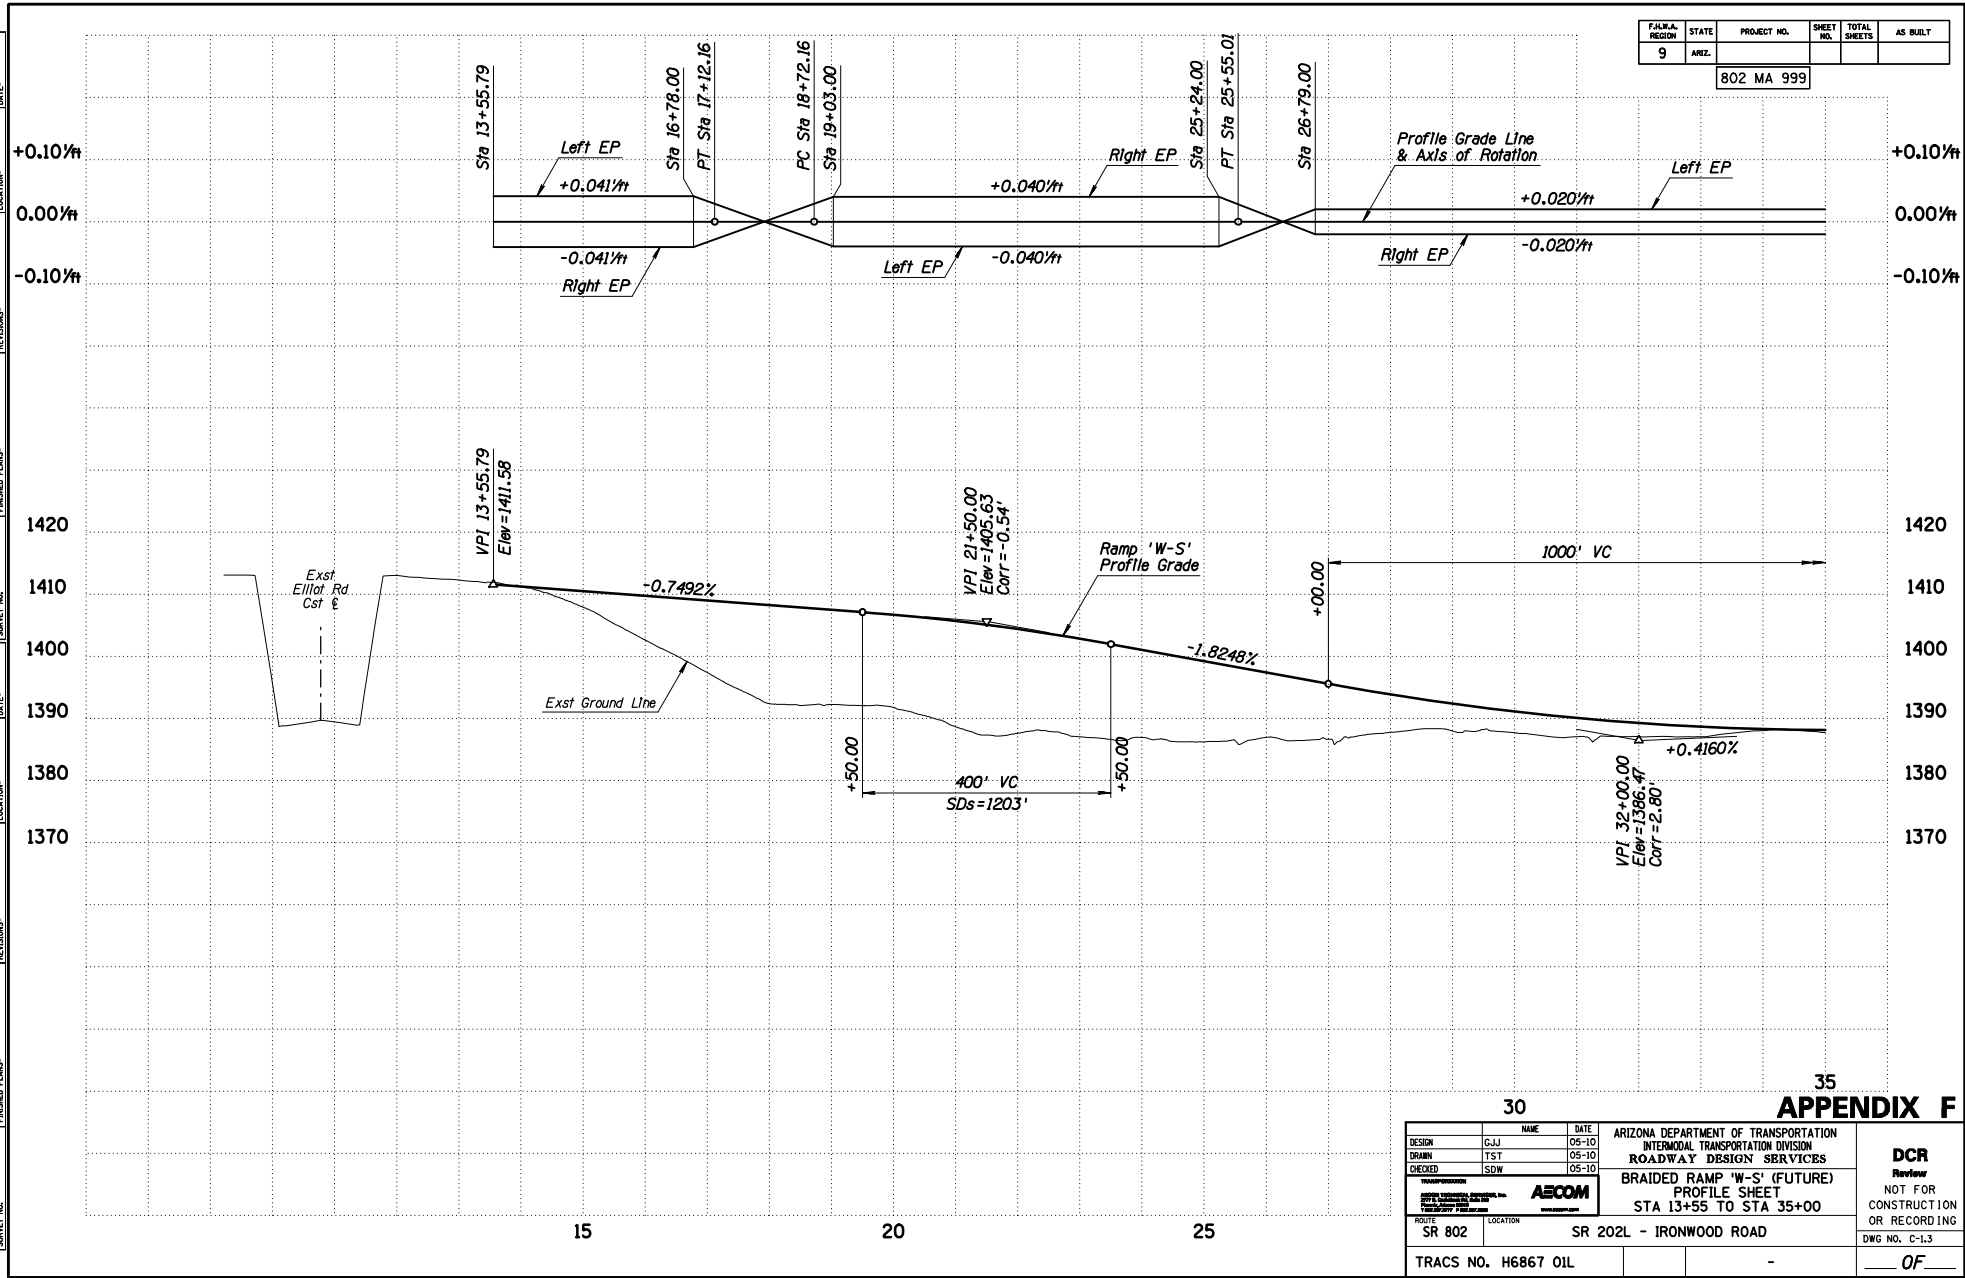 F.H.W.A. REGION STATE PROJECT NO. SHEET NO. TOTAL SHEETS AS BUILT
9 ARIZ.
802 MA 999
Sta 13+55.79
Sta 16+78.00
PT Sta 17+12.16
PC Sta 18+72.16
Sta 19+03.00
Sta 25+24.00
PT Sta 25+55.01
Sta 26+79.00
+0.10'/ft
0.00'/ft
-0.10'/ft
+0.10'/ft
0.00'/ft
-0.10'/ft
Left EP
+0.041'/ft
-0.041'/ft
Right EP
Right EP
+0.040'/ft
-0.040'/ft
Left EP
Profile Grade Line
& Axis of Rotation
Left EP
+0.020'/ft
-0.020'/ft
Right EP
1420
1410
1400
1390
1380
1370
1420
1410
1400
1390
1380
1370
VPI 13+55.79
Elev=1411.58
Exst
Elliot Rd
Cst ℄
-0.7492%
Exst Ground Line
VPI 21+50.00
Elev=1405.63
Corr=-0.54'
Ramp 'W-S'
Profile Grade
-1.8248%
+50.00
+50.00
400' VC
SDs=1203'
+00.00
1000' VC
+0.4160%
VPI 32+00.00
Elev=1386.47
Corr=2.80'
15
20
25
30
35
APPENDIX F
NAME DATE
DESIGN GJJ 05-10
DRAWN TST 05-10
CHECKED SDW 05-10
ARIZONA DEPARTMENT OF TRANSPORTATION
INTERMODAL TRANSPORTATION DIVISION
ROADWAY DESIGN SERVICES
BRAIDED RAMP 'W-S' (FUTURE)
PROFILE SHEET
STA 13+55 TO STA 35+00
TRANSPORTATION
AECOM
ROUTE
SR 802
LOCATION
SR 202L - IRONWOOD ROAD
TRACS NO. H6867 01L
-
DCR
Review
NOT FOR
CONSTRUCTION
OR RECORDING
DWG NO. C-1.3
OF